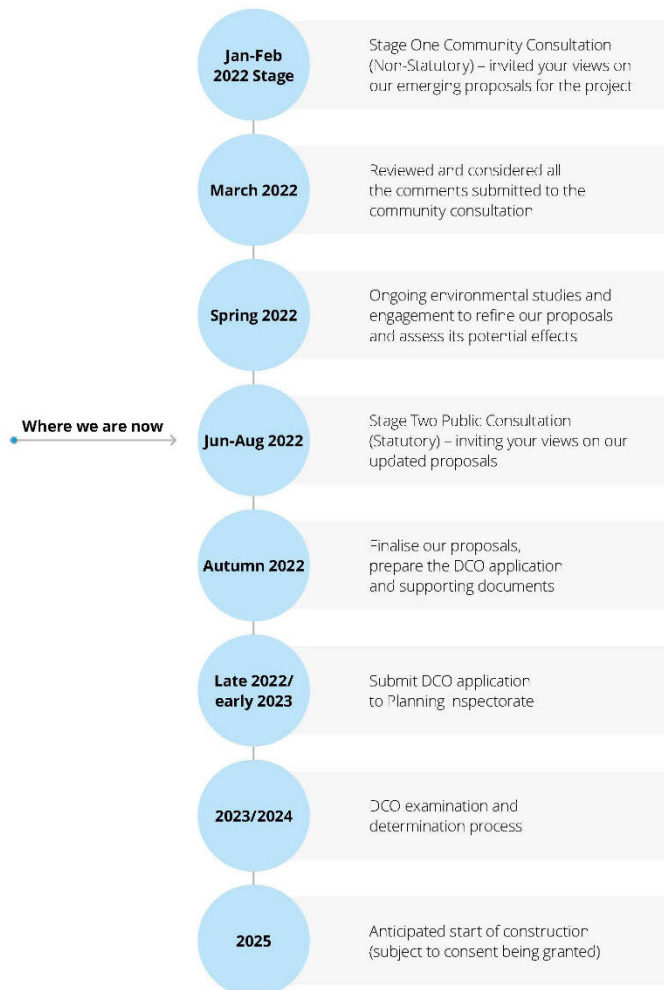 Jan-Feb
2022 Stage
Stage One Community Consultation
(Non-Statutory) – invited your views on
our emerging proposals for the project
March 2022
Reviewed and considered all
the comments submitted to the
community consultation
Spring 2022
Ongoing environmental studies and
engagement to refine our proposals
and assess its potential effects
Where we are now
Jun-Aug 2022
Stage Two Public Consultation
(Statutory) – inviting your views on our
updated proposals
Autumn 2022
Finalise our proposals,
prepare the DCO application
and supporting documents
Late 2022/
early 2023
Submit DCO application
to Planning Inspectorate
2023/2024
DCO examination and
determination process
2025
Anticipated start of construction
(subject to consent being granted)